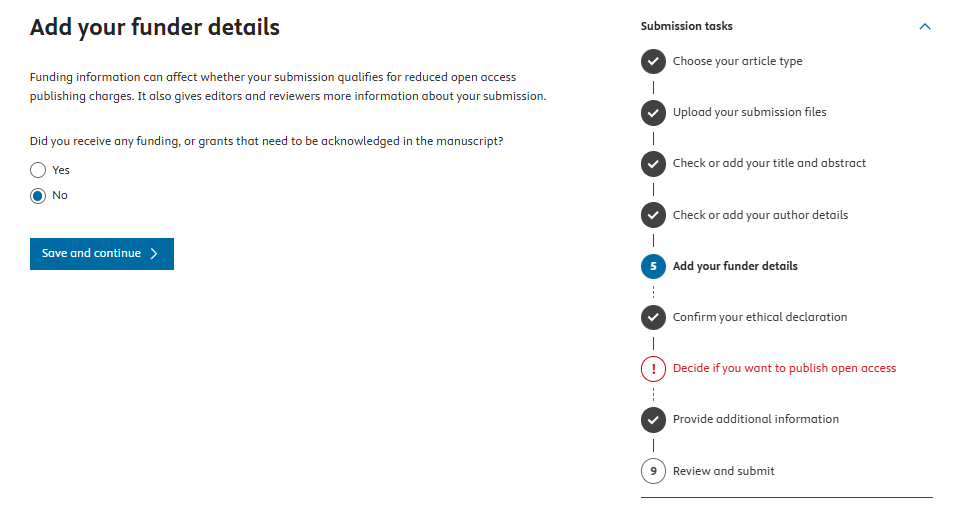 Add your funder details
Funding information can affect whether your submission qualifies for reduced open access
publishing charges. It also gives editors and reviewers more information about your submission.
Did you receive any funding, or grants that need to be acknowledged in the manuscript?
Yes
No
Save and continue
Submission tasks
Choose your article type
Upload your submission files
Check or add your title and abstract
Check or add your author details
5 Add your funder details
Confirm your ethical declaration
! Decide if you want to publish open access
Provide additional information
9 Review and submit